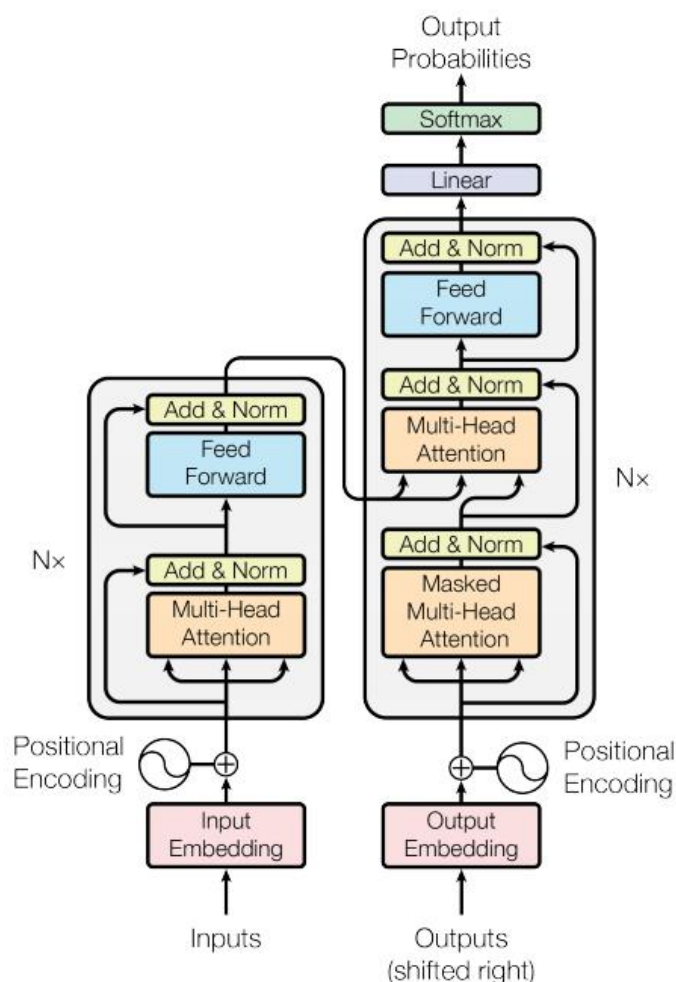 Output
Probabilities
Softmax
Linear
Add & Norm
Feed
Forward
Add & Norm
Multi-Head
Attention
Add & Norm
Masked
Multi-Head
Attention
N×
Add & Norm
Feed
Forward
Add & Norm
Multi-Head
Attention
N×
Positional
Encoding
Positional
Encoding
Input
Embedding
Output
Embedding
Inputs
Outputs
(shifted right)